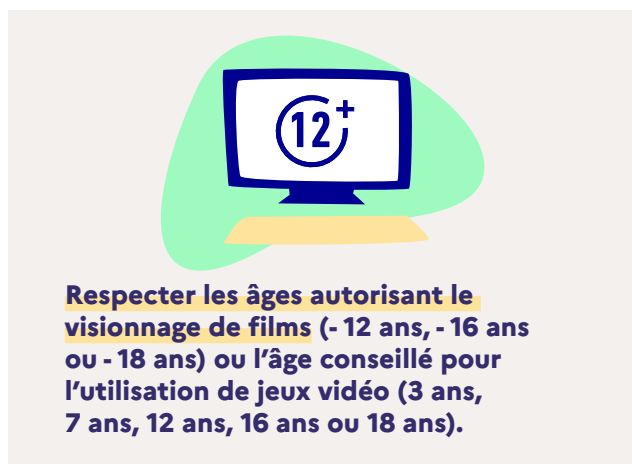 12+
Respecter les âges autorisant le
visionnage de films (- 12 ans, - 16 ans
ou - 18 ans) ou l’âge conseillé pour
l’utilisation de jeux vidéo (3 ans,
7 ans, 12 ans, 16 ans ou 18 ans).